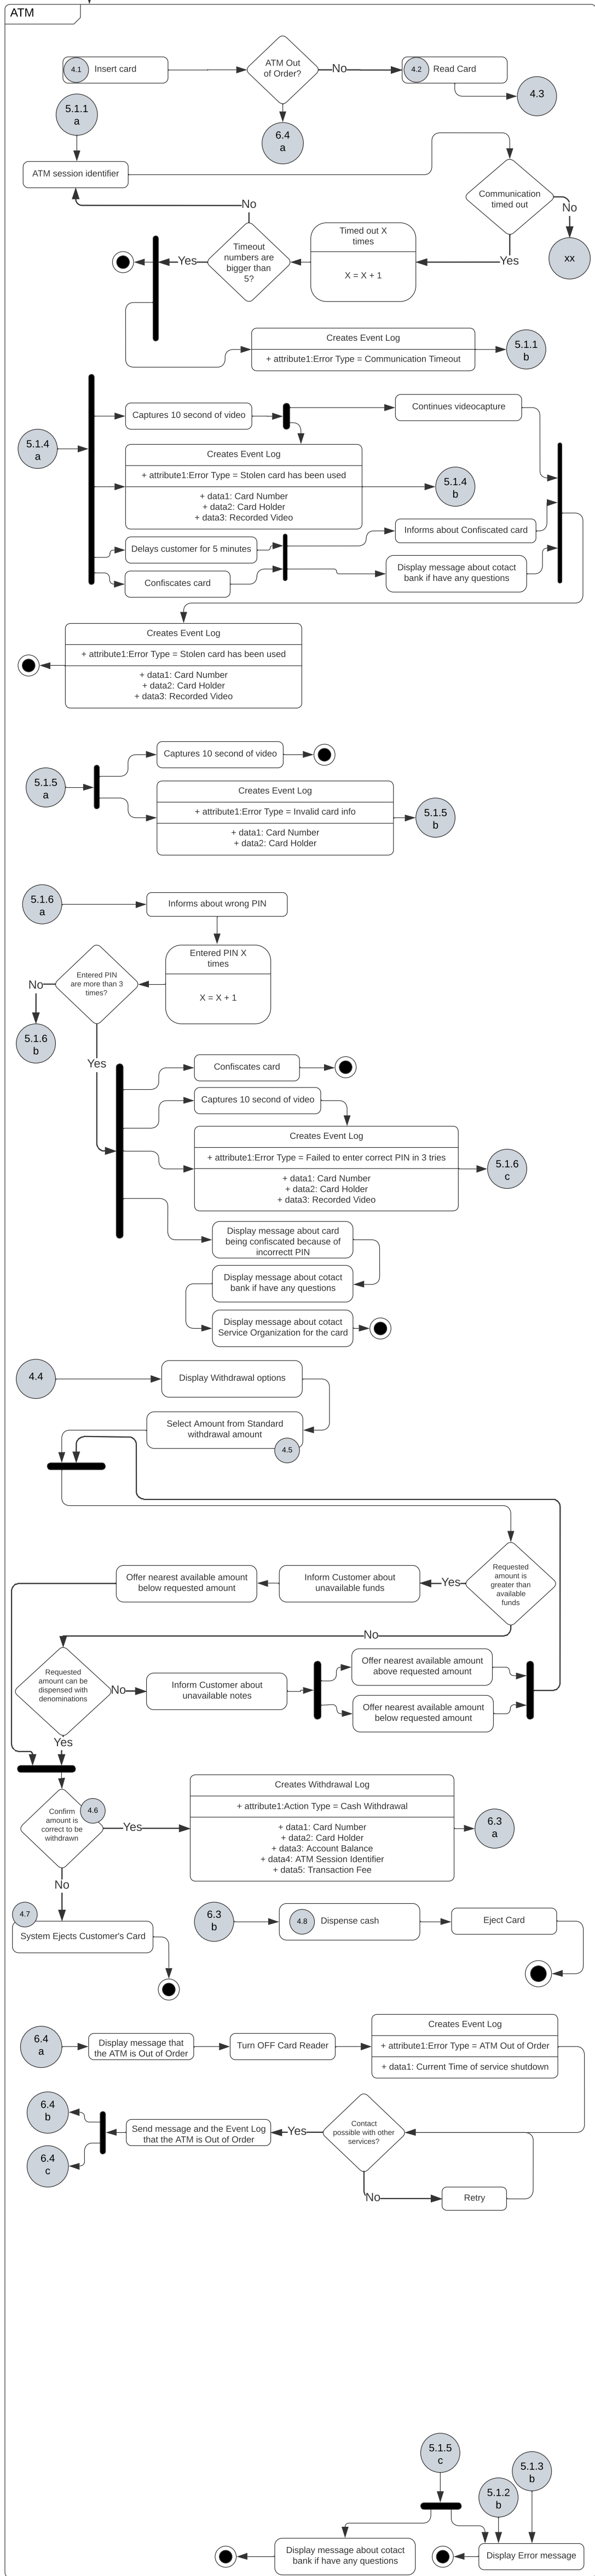 ATM
4.1
Insert card
ATM Out
of Order?
No
4.2
Read Card
4.3
5.1.1
a
6.4
a
ATM session identifier
Communication
timed out
No
xx
No
Timeout
numbers are
bigger than
5?
Yes
Timed out X
times
X = X + 1
Yes
Creates Event Log
+ attribute1:Error Type = Communication Timeout
5.1.1
b
5.1.4
a
Captures 10 second of video
Continues videocapture
Creates Event Log
+ attribute1:Error Type = Stolen card has been used
+ data1: Card Number
+ data2: Card Holder
+ data3: Recorded Video
5.1.4
b
Informs about Confiscated card
Delays customer for 5 minutes
Display message about cotact
bank if have any questions
Confiscates card
Creates Event Log
+ attribute1:Error Type = Stolen card has been used
+ data1: Card Number
+ data2: Card Holder
+ data3: Recorded Video
Captures 10 second of video
5.1.5
a
Creates Event Log
+ attribute1:Error Type = Invalid card info
+ data1: Card Number
+ data2: Card Holder
5.1.5
b
5.1.6
a
Informs about wrong PIN
Entered PIN X
times
X = X + 1
Entered PIN
are more than 3
times?
No
5.1.6
b
Yes
Confiscates card
Captures 10 second of video
Creates Event Log
+ attribute1:Error Type = Failed to enter correct PIN in 3 tries
+ data1: Card Number
+ data2: Card Holder
+ data3: Recorded Video
5.1.6
c
Display message about card
being confiscated because of
incorrectt PIN
Display message about cotact
bank if have any questions
Display message about cotact
Service Organization for the card
4.4
Display Withdrawal options
Select Amount from Standard
withdrawal amount
4.5
Requested
amount is
greater than
available
funds
Yes
Inform Customer about
unavailable funds
Offer nearest available amount
below requested amount
No
Requested
amount can be
dispensed with
denominations
No
Inform Customer about
unavailable notes
Offer nearest available amount
above requested amount
Offer nearest available amount
below requested amount
Yes
Confirm
amount is
correct to be
withdrawn
4.6
Yes
Creates Withdrawal Log
+ attribute1:Action Type = Cash Withdrawal
+ data1: Card Number
+ data2: Card Holder
+ data3: Account Balance
+ data4: ATM Session Identifier
+ data5: Transaction Fee
6.3
a
No
4.7
System Ejects Customer's Card
6.3
b
4.8
Dispense cash
Eject Card
6.4
a
Display message that
the ATM is Out of Order
Turn OFF Card Reader
Creates Event Log
+ attribute1:Error Type = ATM Out of Order
+ data1: Current Time of service shutdown
6.4
b
6.4
c
Send message and the Event Log
that the ATM is Out of Order
Yes
Contact
possible with other
services?
No
Retry
5.1.5
c
5.1.2
b
5.1.3
b
Display message about cotact
bank if have any questions
Display Error message